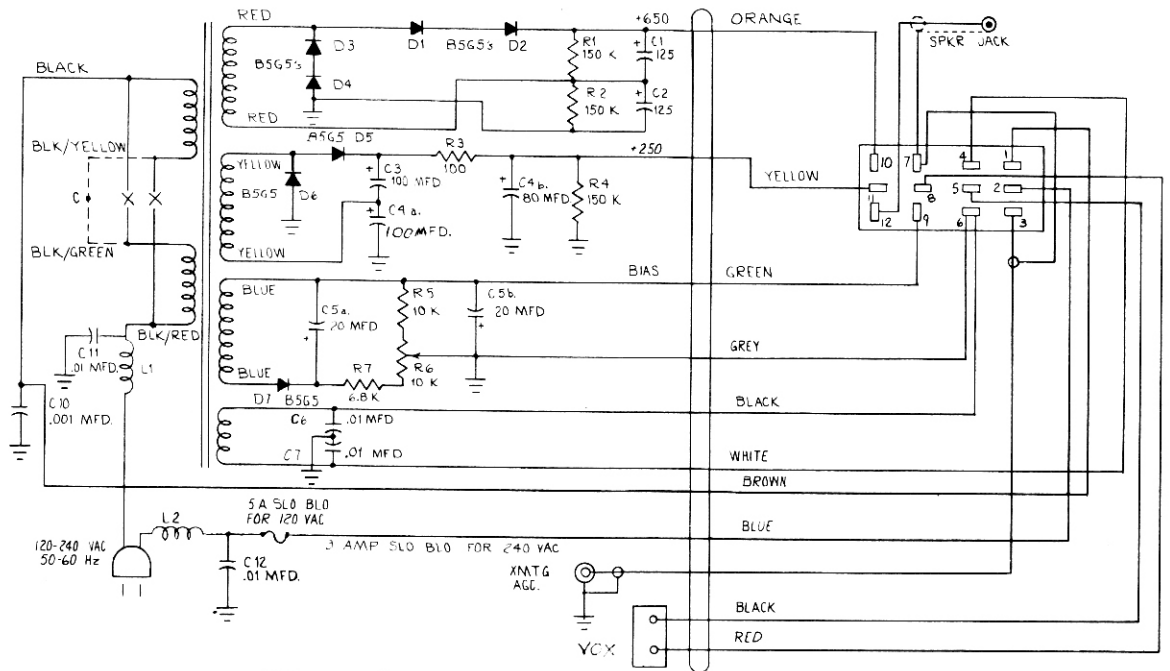 RED
+650
ORANGE
D3
D1
B5G5's
D2
R1
150 K
C1
125
SPKR JACK
BLACK
B5G5's
D4
R2
150 K
C2
125
RED
BLK/YELLOW
B5G5 D5
R3
100
+250
YELLOW
C3
100 MFD
YELLOW
10
7
4
1
B5G5
D6
C4b.
80 MFD.
R4
150 K
C
C4a.
100MFD.
11
8
5
2
12
9
6
3
BLK/GREEN
YELLOW
BIAS
GREEN
BLUE
R5
10 K
C5a.
20 MFD
C5b.
20 MFD
BLK/RED
GREY
C11
.01 MFD.
L1
BLUE
R7
6.8 K
R6
10 K
D7 B5G5
BLACK
C10
.001 MFD.
C6
.01MFD
C7
.01 MFD
WHITE
BROWN
5 A SLO BLO
FOR 120 VAC
L2
BLUE
3 AMP SLO BLO FOR 240 VAC
120-240 VAC
50-60 Hz
C12
.01 MFD.
XMTG
AGC.
BLACK
VOX
RED